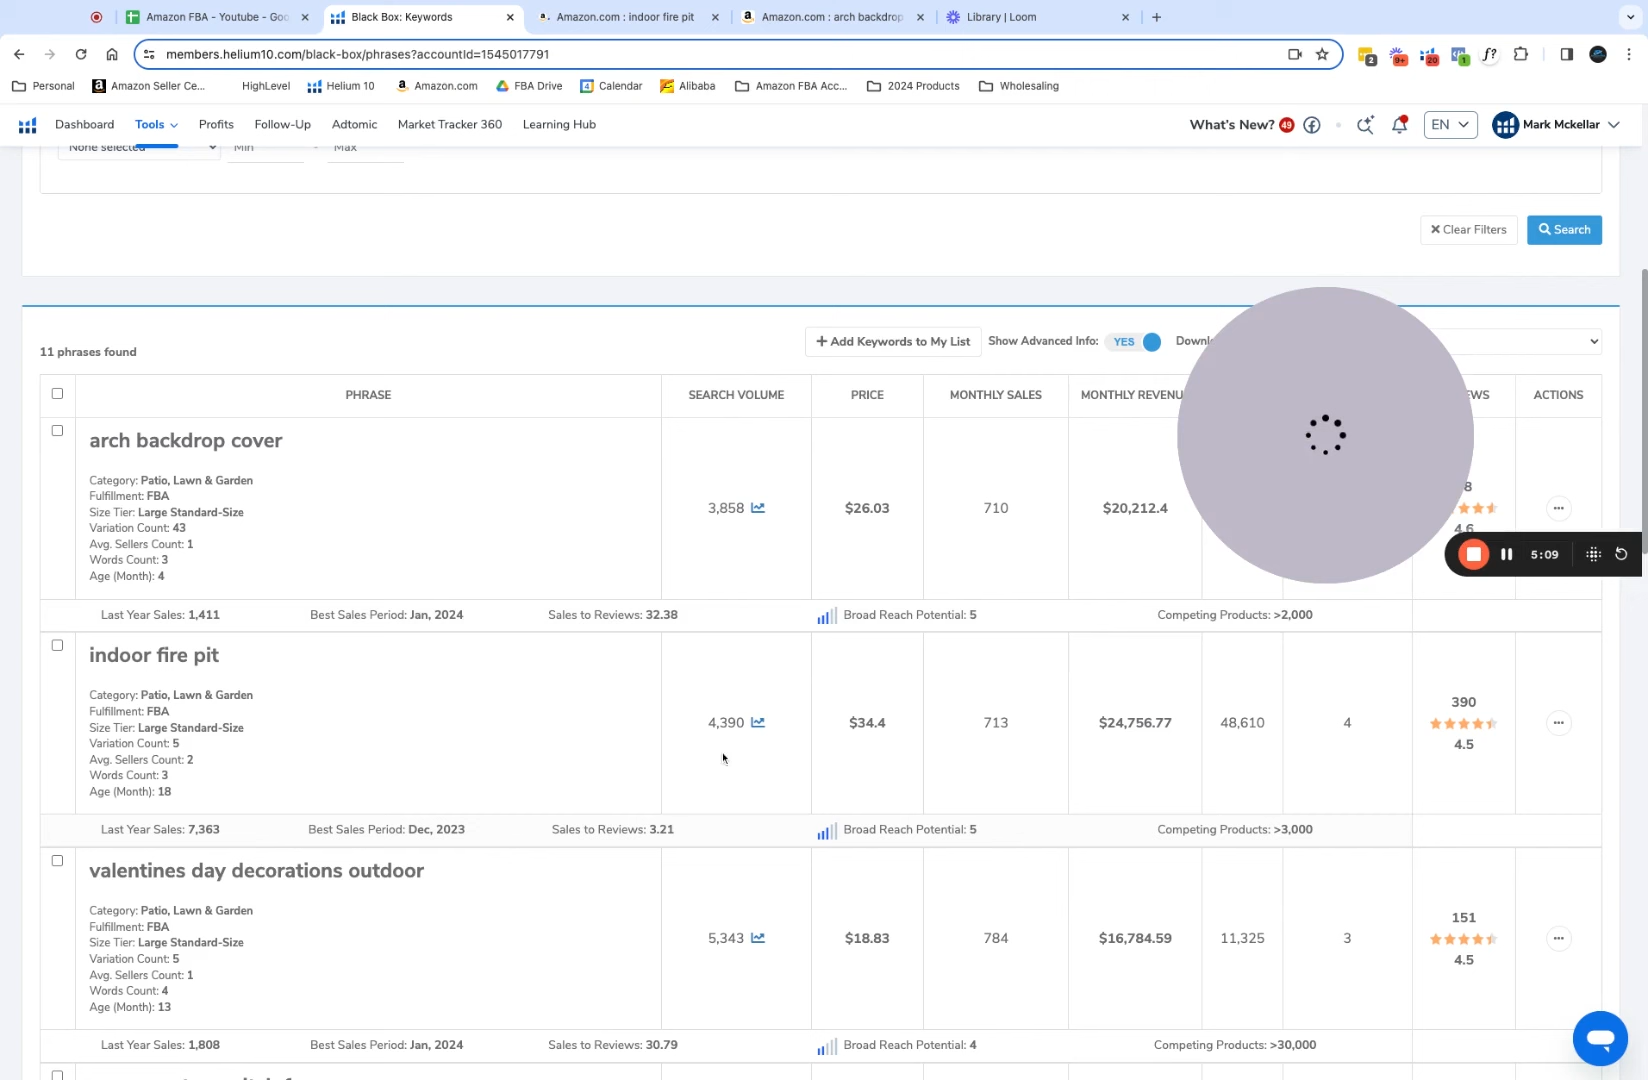 Amazon FBA - Youtube - Goo
Black Box: Keywords
Amazon.com : indoor fire pit
Amazon.com : arch backdrop
Library | Loom
members.helium10.com/black-box/phrases?accountId=1545017791
2
9+
20
1
f?
Personal
Amazon Seller Ce...
HighLevel
Helium 10
Amazon.com
FBA Drive
Calendar
Alibaba
Amazon FBA Acc...
2024 Products
Wholesaling
Dashboard
Tools
Profits
Follow-Up
Adtomic
Market Tracker 360
Learning Hub
What's New? 49
EN
Mark Mckellar
None selected
Min
-
Max
Clear Filters
Search
11 phrases found
+ Add Keywords to My List
Show Advanced Info: YES
PHRASE
SEARCH VOLUME
PRICE
MONTHLY SALES
MONTHLY REVENU
WS
ACTIONS
arch backdrop cover
Category: Patio, Lawn & Garden
Fulfillment: FBA
Size Tier: Large Standard-Size
Variation Count: 43
Avg. Sellers Count: 1
Words Count: 3
Age (Month): 4
3,858
$26.03
710
$20,212.4
8
4.6
5:09
Last Year Sales: 1,411
Best Sales Period: Jan, 2024
Sales to Reviews: 32.38
Broad Reach Potential: 5
Competing Products: >2,000
indoor fire pit
Category: Patio, Lawn & Garden
Fulfillment: FBA
Size Tier: Large Standard-Size
Variation Count: 5
Avg. Sellers Count: 2
Words Count: 3
Age (Month): 18
4,390
$34.4
713
$24,756.77
48,610
4
390
4.5
Last Year Sales: 7,363
Best Sales Period: Dec, 2023
Sales to Reviews: 3.21
Broad Reach Potential: 5
Competing Products: >3,000
valentines day decorations outdoor
Category: Patio, Lawn & Garden
Fulfillment: FBA
Size Tier: Large Standard-Size
Variation Count: 5
Avg. Sellers Count: 1
Words Count: 4
Age (Month): 13
5,343
$18.83
784
$16,784.59
11,325
3
151
4.5
Last Year Sales: 1,808
Best Sales Period: Jan, 2024
Sales to Reviews: 30.79
Broad Reach Potential: 4
Competing Products: >30,000